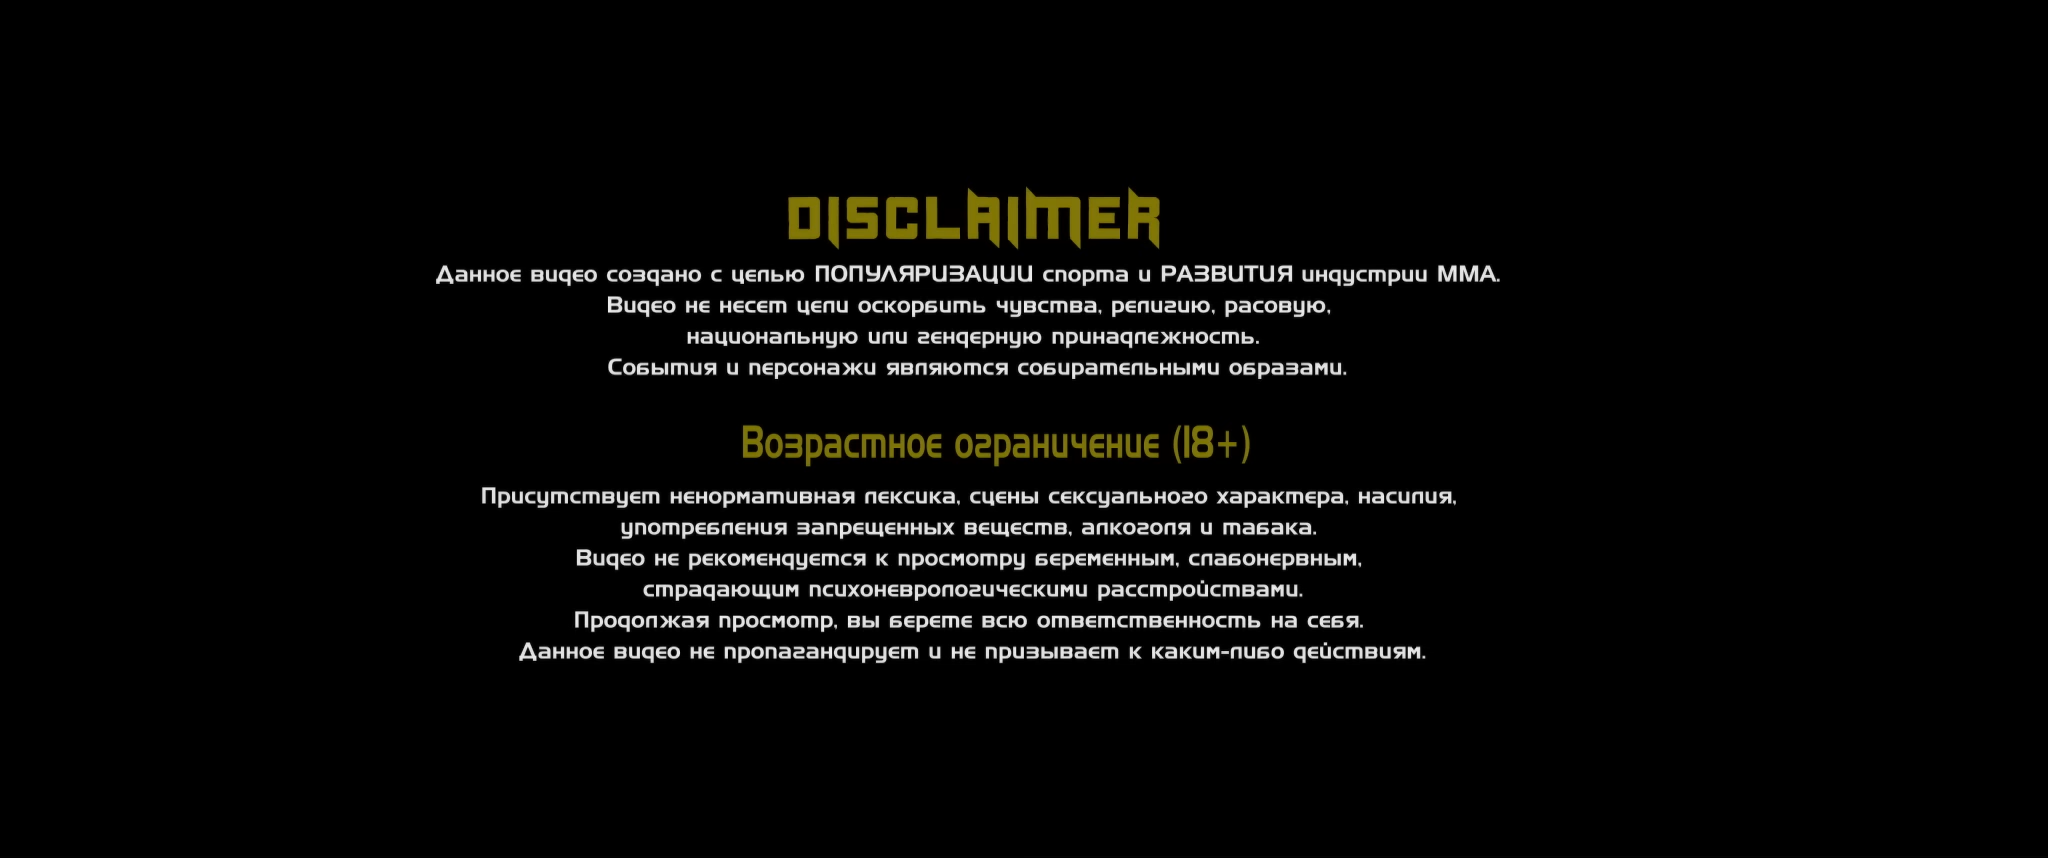 DISCLAIMER
Данное видео создано с целью ПОПУЛЯРИЗАЦИИ спорта и РАЗВИТИЯ индустрии ММА.
Видео не несет цели оскорбить чувства, религию, расовую,
национальную или гендерную принадлежность.
События и персонажи являются собирательными образами.
Возрастное ограничение (18+)
Присутствует ненормативная лексика, сцены сексуального характера, насилия,
употребления запрещенных веществ, алкоголя и табака.
Видео не рекомендуется к просмотру беременным, слабонервным,
страдающим психоневрологическими расстройствами.
Продолжая просмотр, вы берете всю ответственность на себя.
Данное видео не пропагандирует и не призывает к каким-либо действиям.